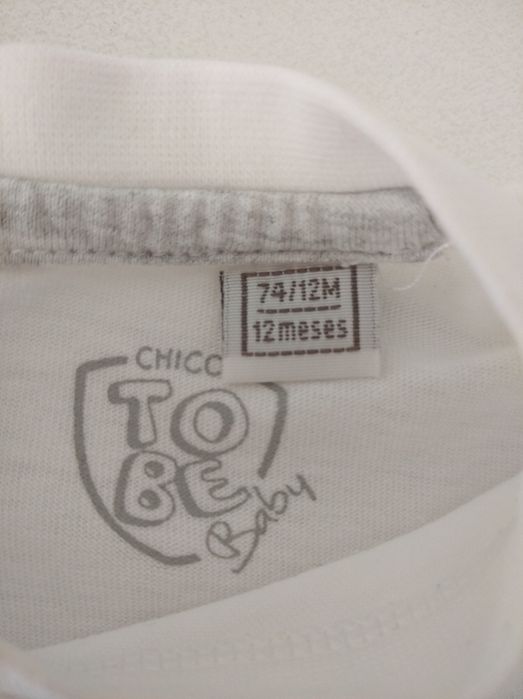 74/12M
12meses
CHICC
TO
BE
Baby